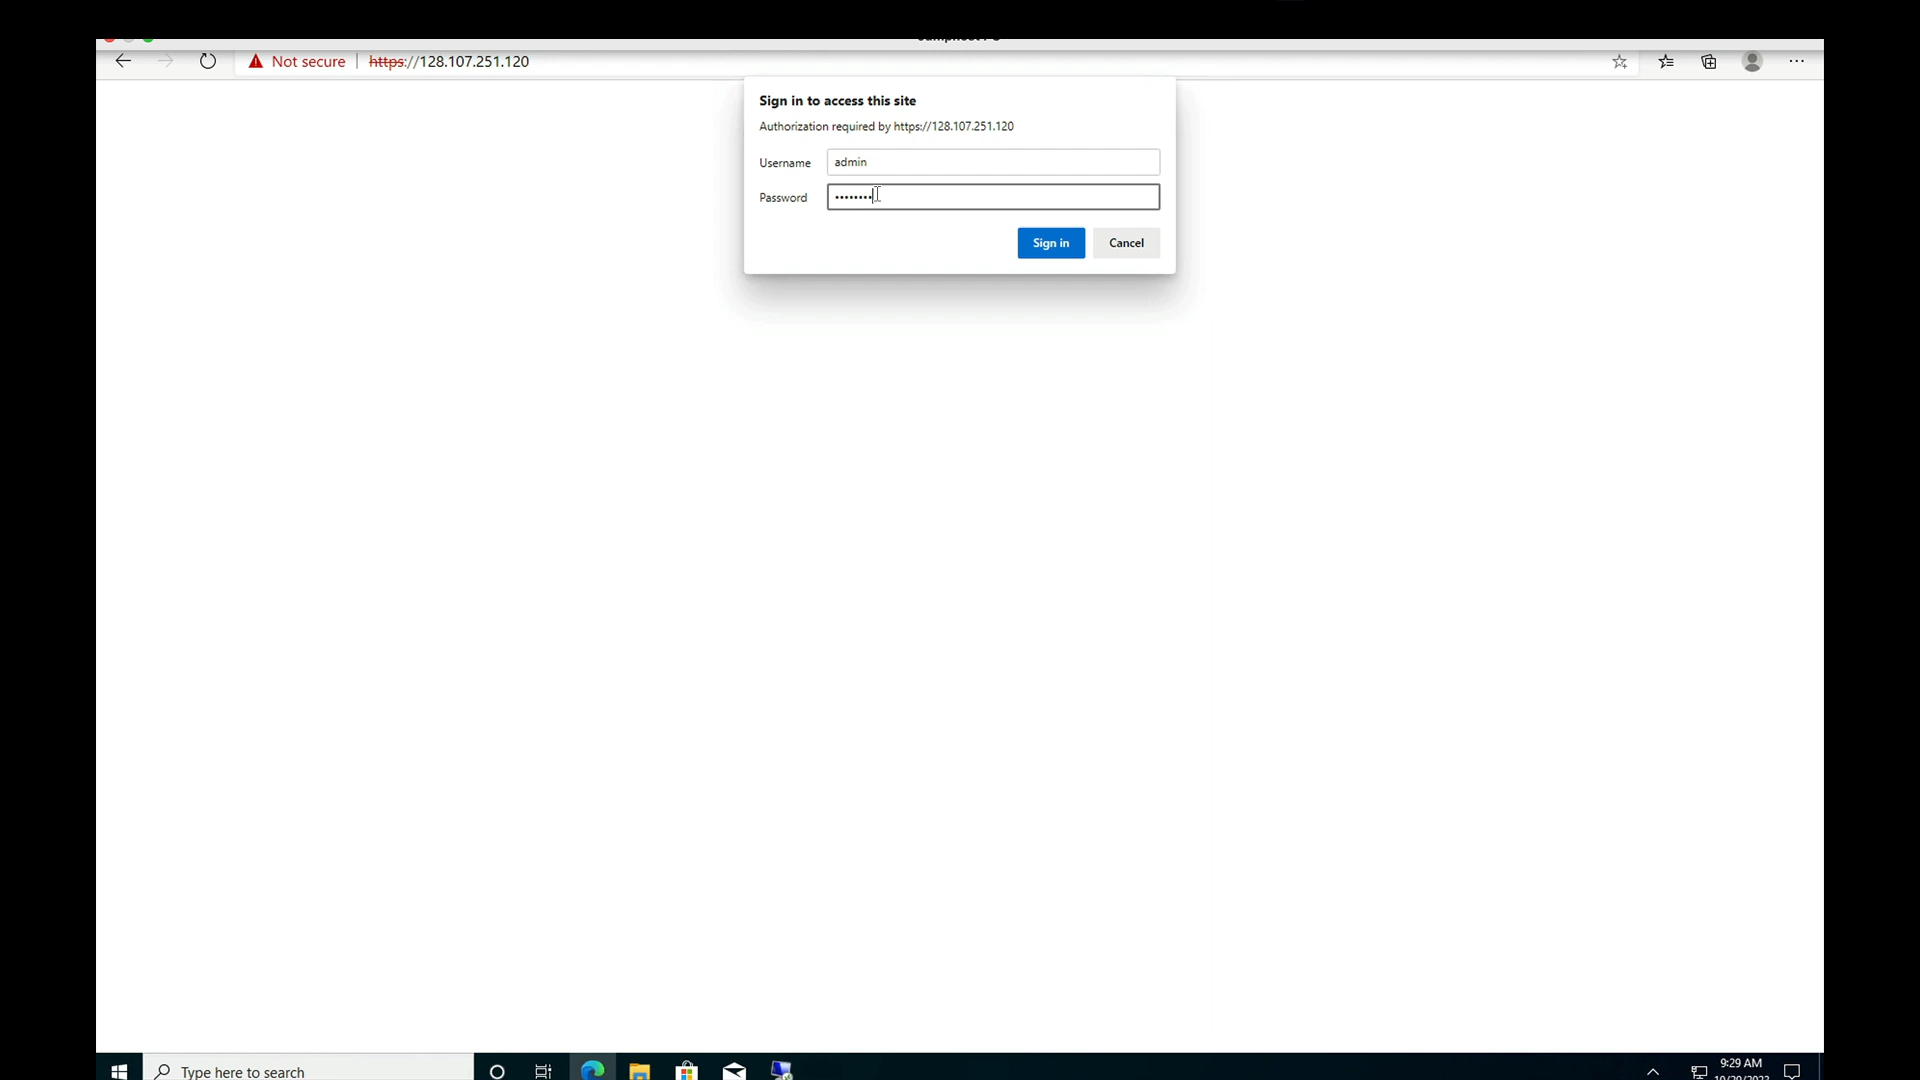 Not secure
https://128.107.251.120
Sign in to access this site
Authorization required by https://128.107.251.120
Username
admin
Password
••••••••
Sign in
Cancel
Type here to search
9:29 AM